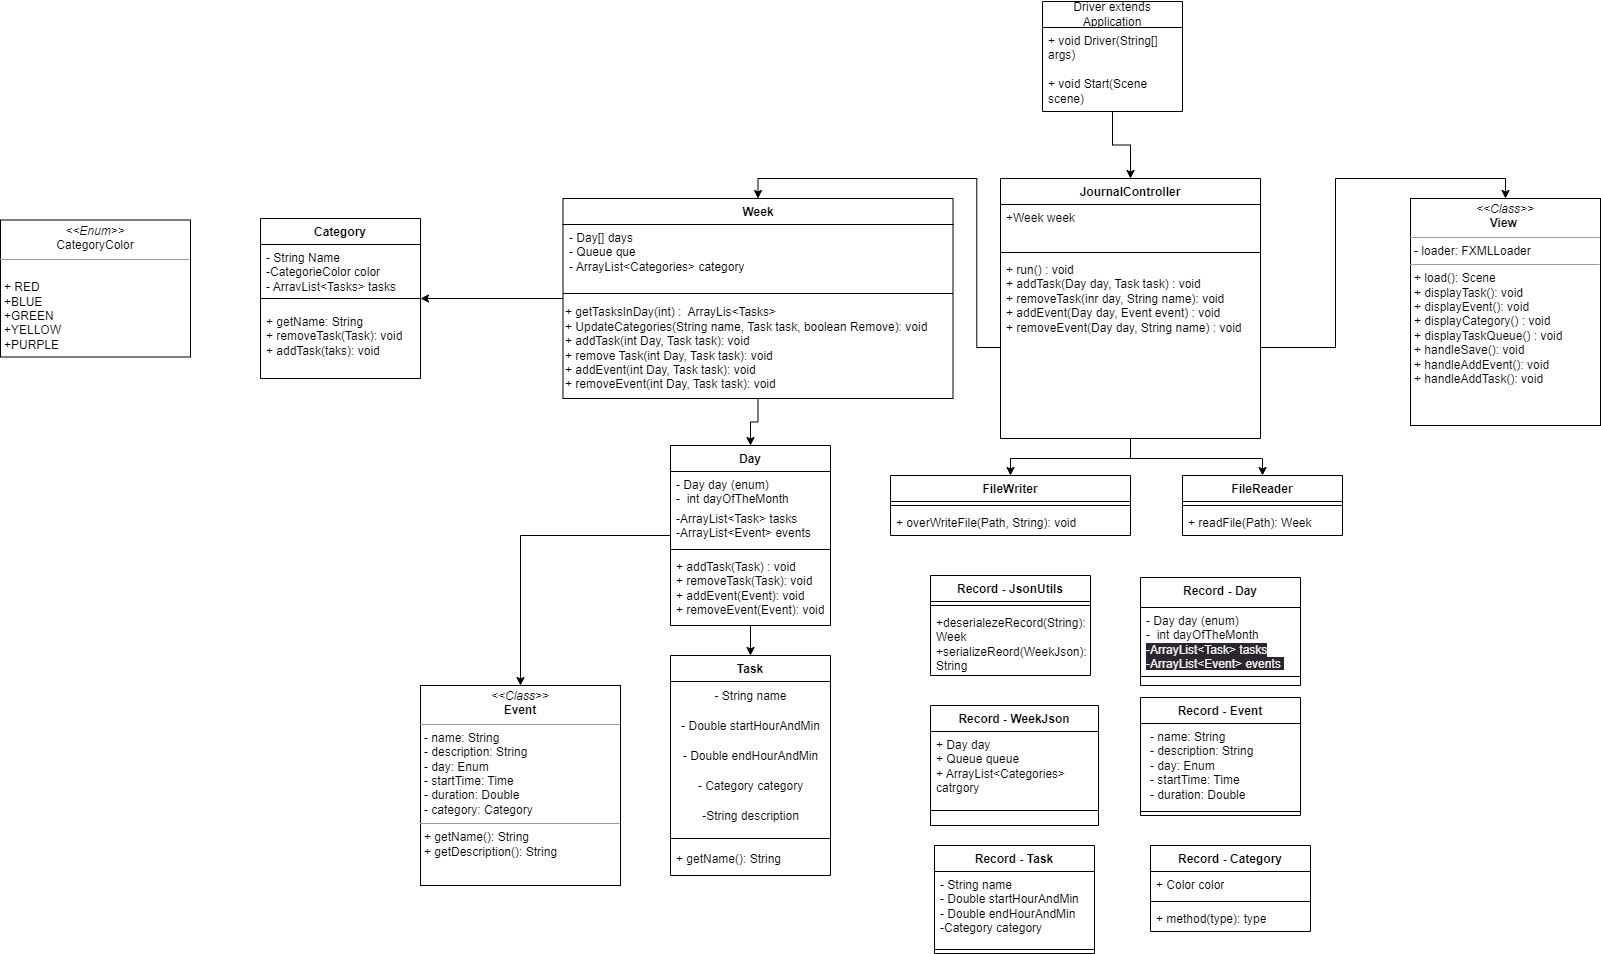 Driver extends
Application
+ void Driver(String[]
args)
+ void Start(Scene
scene)
JournalController
+Week week
+ run() : void
+ addTask(Day day, Task task) : void
+ removeTask(inr day, String name): void
+ addEvent(Day day, Event event) : void
+ removeEvent(Day day, String name) : void
<<Class>>
View
- loader: FXMLLoader
+ load(): Scene
+ displayTask(): void
+ displayEvent(): void
+ displayCategory() : void
+ displayTaskQueue() : void
+ handleSave(): void
+ handleAddEvent(): void
+ handleAddTask(): void
Week
- Day[] days
- Queue que
- ArrayList<Categories> category
+ getTasksInDay(int) :  ArrayLis<Tasks>
+ UpdateCategories(String name, Task task, boolean Remove): void
+ addTask(int Day, Task task): void
+ remove Task(int Day, Task task): void
+ addEvent(int Day, Task task): void
+ removeEvent(int Day, Task task): void
Category
- String Name
-CategorieColor color
- ArrayList<Tasks> tasks
+ getName: String
+ removeTask(Task): void
+ addTask(taks): void
<<Enum>>
CategoryColor
+ RED
+BLUE
+GREEN
+YELLOW
+PURPLE
Day
- Day day (enum)
-  int dayOfTheMonth
-ArrayList<Task> tasks
-ArrayList<Event> events
+ addTask(Task) : void
+ removeTask(Task): void
+ addEvent(Event): void
+ removeEvent(Event): void
FileWriter
+ overWriteFile(Path, String): void
FileReader
+ readFile(Path): Week
<<Class>>
Event
- name: String
- description: String
- day: Enum
- startTime: Time
- duration: Double
- category: Category
+ getName(): String
+ getDescription(): String
Task
- String name
- Double startHourAndMin
- Double endHourAndMin
- Category category
-String description
+ getName(): String
Record - JsonUtils
+deserialezeRecord(String):
Week
+serializeReord(WeekJson):
String
Record - Day
- Day day (enum)
-  int dayOfTheMonth
-ArrayList<Task> tasks
-ArrayList<Event> events
Record - WeekJson
+ Day day
+ Queue queue
+ ArrayList<Categories>
catrgory
Record - Event
- name: String
- description: String
- day: Enum
- startTime: Time
- duration: Double
Record - Task
- String name
- Double startHourAndMin
- Double endHourAndMin
-Category category
Record - Category
+ Color color
+ method(type): type